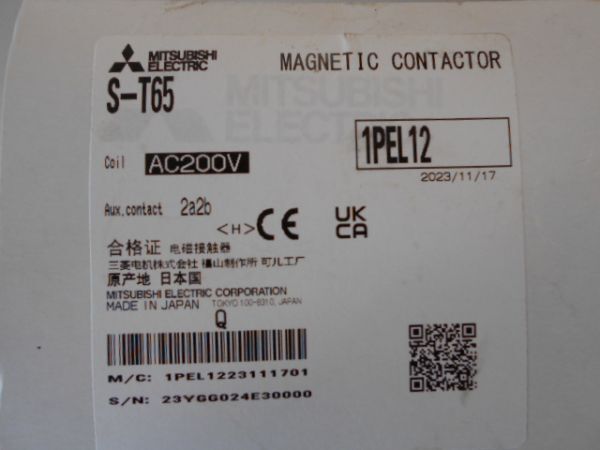 MITSUBISHI ELECTRIC
MAGNETIC CONTACTOR
S-T65
MITSUBISHI ELECTRIC
1PEL12
Coil AC200V
2023/11/17
Aux.contact 2a2b
<H> CE UK CA
合格证 电磁接触器
三菱电机株式会社 福山制作所 可儿工厂
原产地 日本国
MITSUBISHI ELECTRIC CORPORATION
MADE IN JAPAN TOKYO 100-8310, JAPAN
Q
M/C: 1PEL1223111701
S/N: 23YGG024E30000